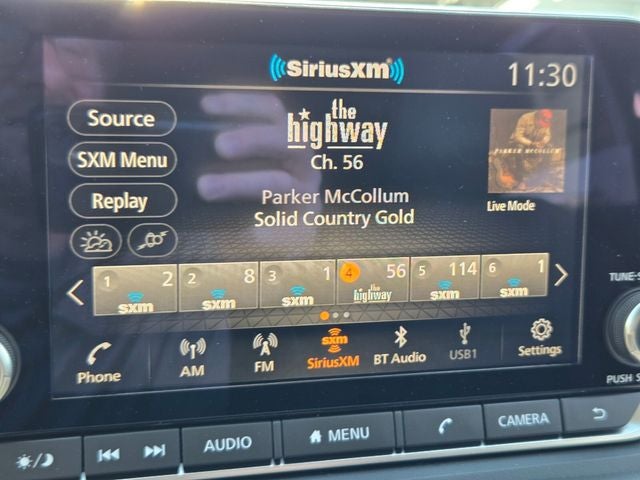 SiriusXM
11:30
Source
SXM Menu
Replay
the
highway
Ch. 56
Parker McCollum
Solid Country Gold
PARKER MCCOLLUM
Live Mode
1 2 sxm
2 8 sxm
3 1 sxm
4 56 the highway
5 114 sxm
6 1 sxm
Phone
AM
FM
sxm
SiriusXM
BT Audio
USB1
Settings
TUNE-S
PUSH S
AUDIO
MENU
CAMERA